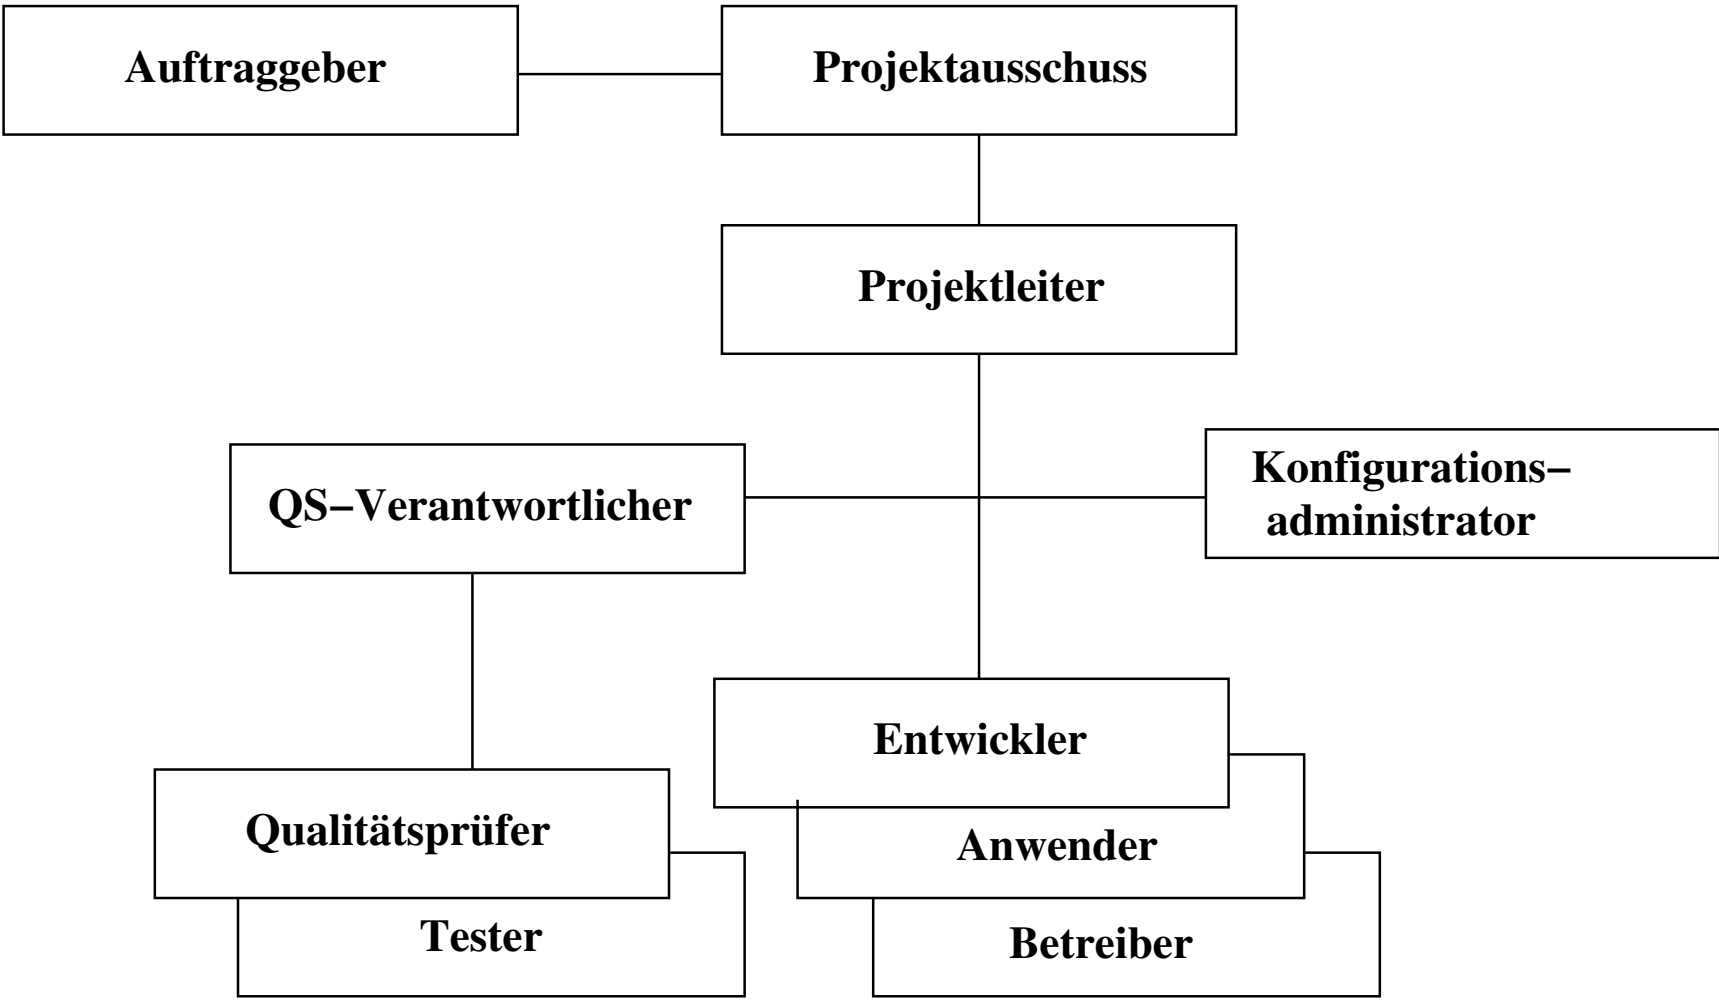 Auftraggeber
Projektausschuss
Projektleiter
QS−Verantwortlicher
Konfigurations−
administrator
Entwickler
Anwender
Betreiber
Qualitätsprüfer
Tester